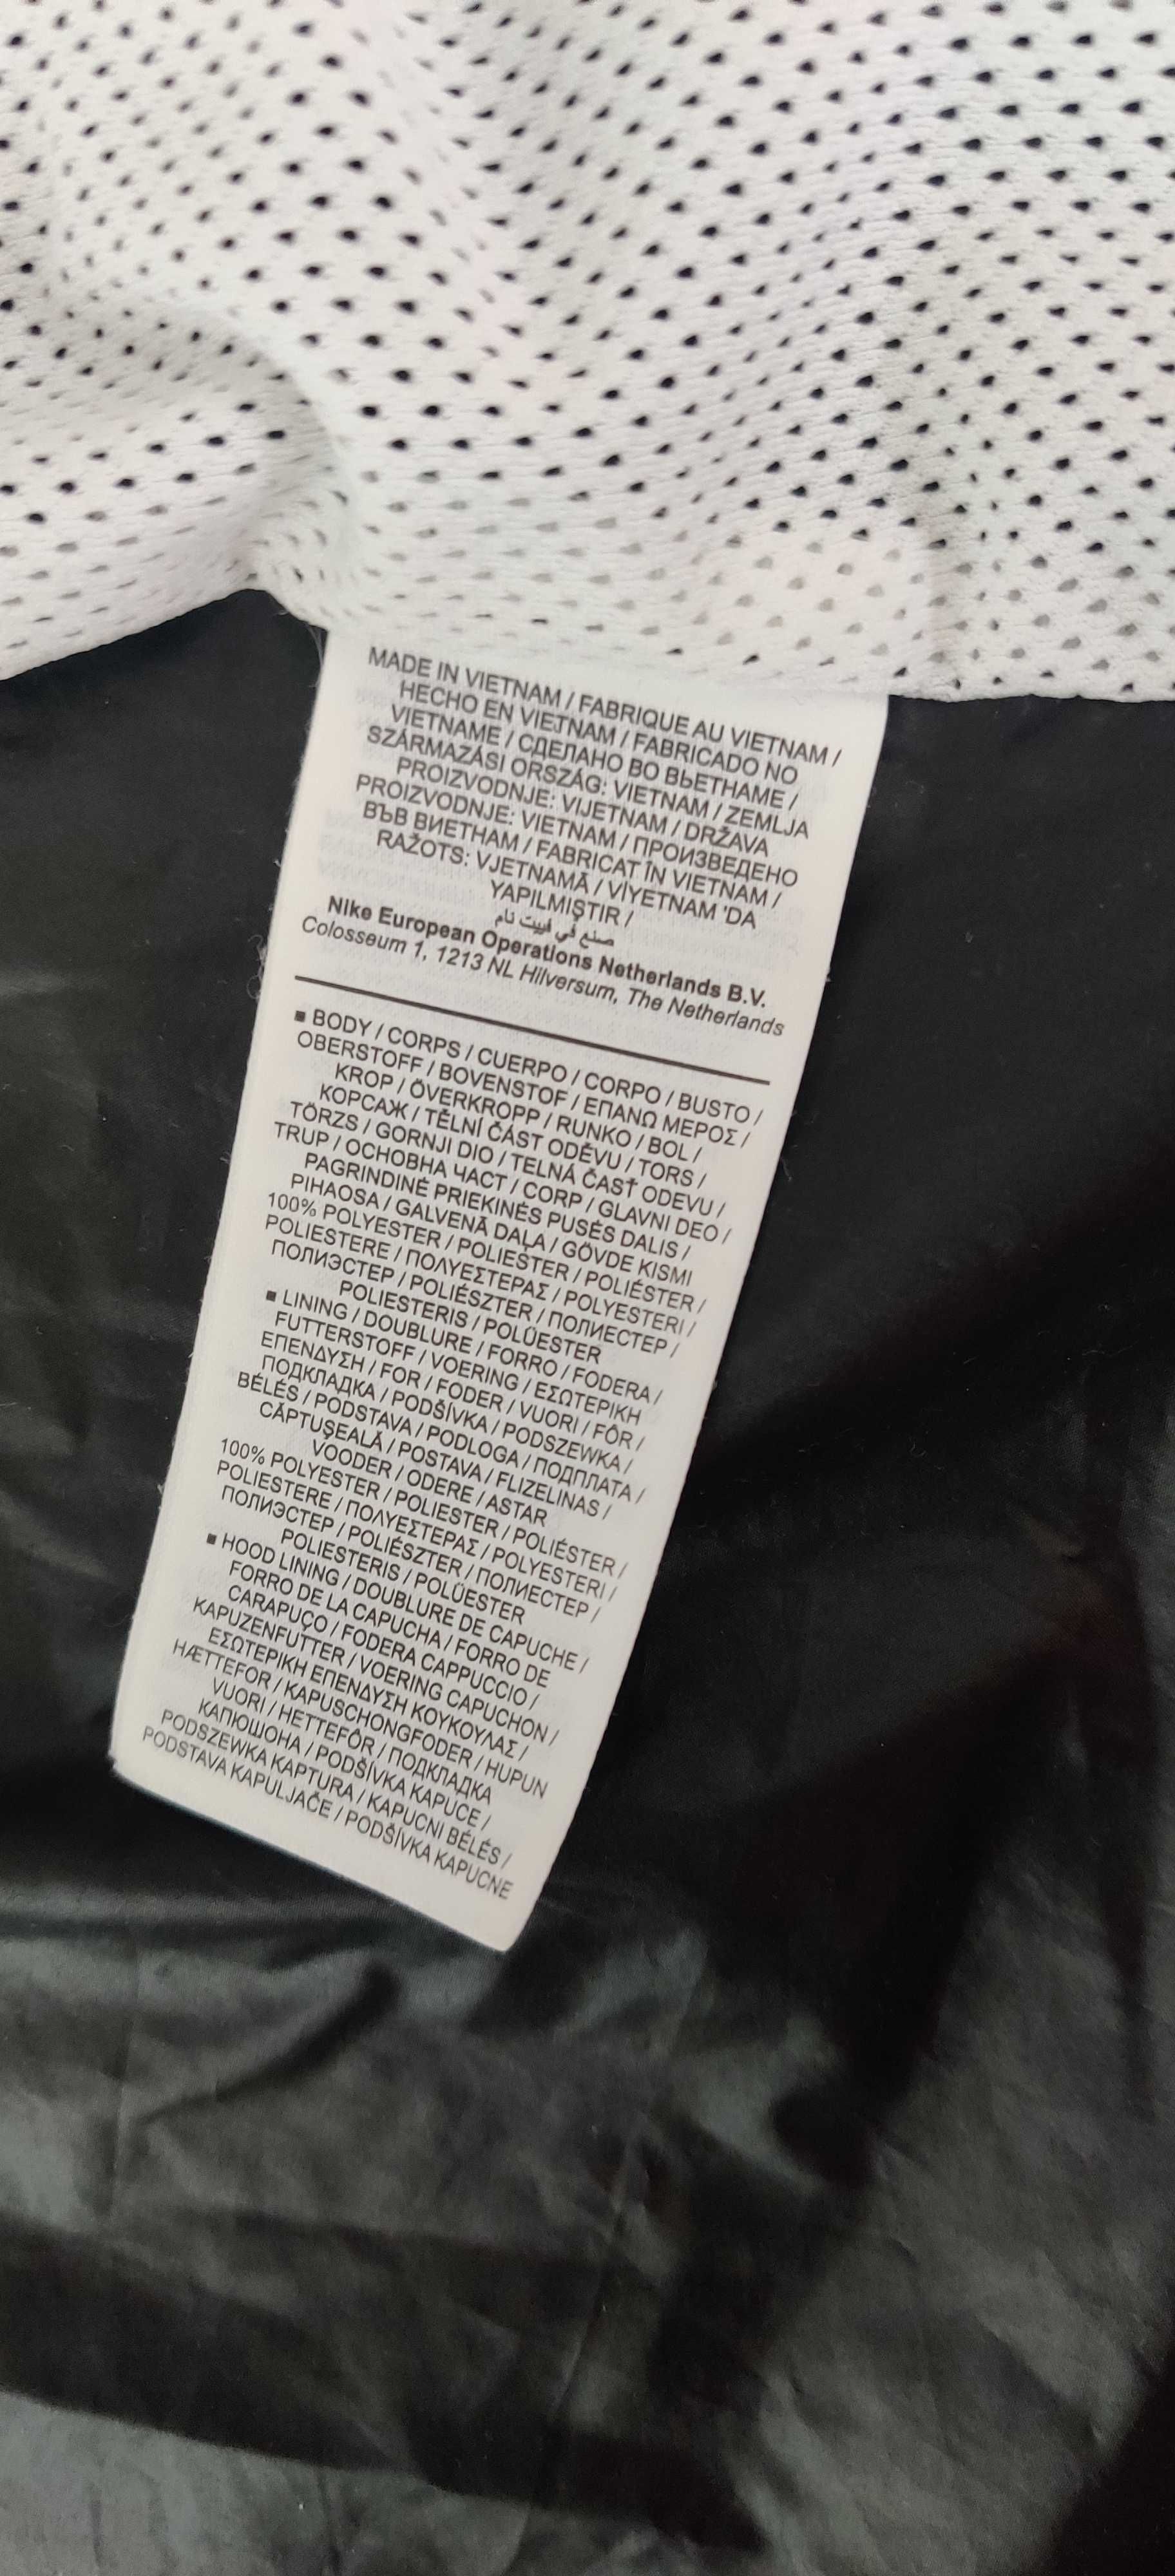 MADE IN VIETNAM / FABRIQUE AU VIETNAM /
HECHO EN VIETNAM / FABRICADO NO
VIETNAME / СДЕЛАНО ВО ВЬЕТНАМЕ /
SZÁRMAZÁSI ORSZÁG: VIETNAM / ZEMLJA
PROIZVODNJE: VIJETNAM / DRŽAVA
PROIZVODNJE: VIETNAM / ПРОИЗВЕДЕНО
ВЪВ ВИЕТНАМ / FABRICAT ÎN VIETNAM /
RAŽOTS: VJETNAMĀ / VİYETNAM 'DA
YAPILMIŞTIR /
صنع في فييت نام
Nike European Operations Netherlands B.V.
Colosseum 1, 1213 NL Hilversum, The Netherlands
■ BODY / CORPS / CUERPO / CORPO / BUSTO /
OBERSTOFF / BOVENSTOF / ΕΠΑΝΩ ΜΕΡΟΣ /
KROP / ÖVERKROPP / RUNKO / BOL /
КОРСАЖ / TĚLNÍ ČÁST ODĚVU / TORS /
TÖRZS / GORNJI DIO / TELNÁ ČASŤ ODEVU /
TRUP / ОСНОВНА ЧАСТ / CORP / GLAVNI DEO /
PAGRINDINĖ PRIEKINĖS PUSĖS DALIS /
PIHAOSA / GALVENĀ DAĻA / GÖVDE KISMI
100% POLYESTER / POLIESTER / POLIÉSTER /
POLIESTERE / ΠΟΛΥΕΣΤΕΡΑΣ / POLYESTERI /
ПОЛИЭСТЕР / POLIÉSZTER / ПОЛИЕСТЕР /
POLIESTERIS / POLÜESTER
■ LINING / DOUBLURE / FORRO / FODERA /
FUTTERSTOFF / VOERING / ΕΣΩΤΕΡΙΚΗ
ΕΠΕΝΔΥΣΗ / FOR / FODER / VUORI / FÔR /
ПОДКЛАДКА / PODŠÍVKA / PODSZEWKA /
BÉLÉS / PODSTAVA / PODLOGA / ПОДПЛАТА /
CĂPTUŞEALĂ / POSTAVA / FLIZELINAS /
VOODER / ODERE / ASTAR
100% POLYESTER / POLIESTER / POLIÉSTER /
POLIESTERE / ΠΟΛΥΕΣΤΕΡΑΣ / POLYESTERI /
ПОЛИЭСТЕР / POLIÉSZTER / ПОЛИЕСТЕР /
POLIESTERIS / POLÜESTER
■ HOOD LINING / DOUBLURE DE CAPUCHE /
FORRO DE LA CAPUCHA / FORRO DE
CARAPUÇO / FODERA CAPPUCCIO /
KAPUZENFUTTER / VOERING CAPUCHON /
ΕΣΩΤΕΡΙΚΗ ΕΠΕΝΔΥΣΗ ΚΟΥΚΟΥΛΑΣ /
HÆTTEFOR / KAPUSCHONGFODER / HUPUN
VUORI / HETTEFÔR / ПОДКЛАДКА
КАПЮШОНА / PODŠÍVKA KAPUCE /
PODSZEWKA KAPTURA / KAPUCNI BÉLÉS /
PODSTAVA KAPULJAČE / PODŠÍVKA KAPUCNE